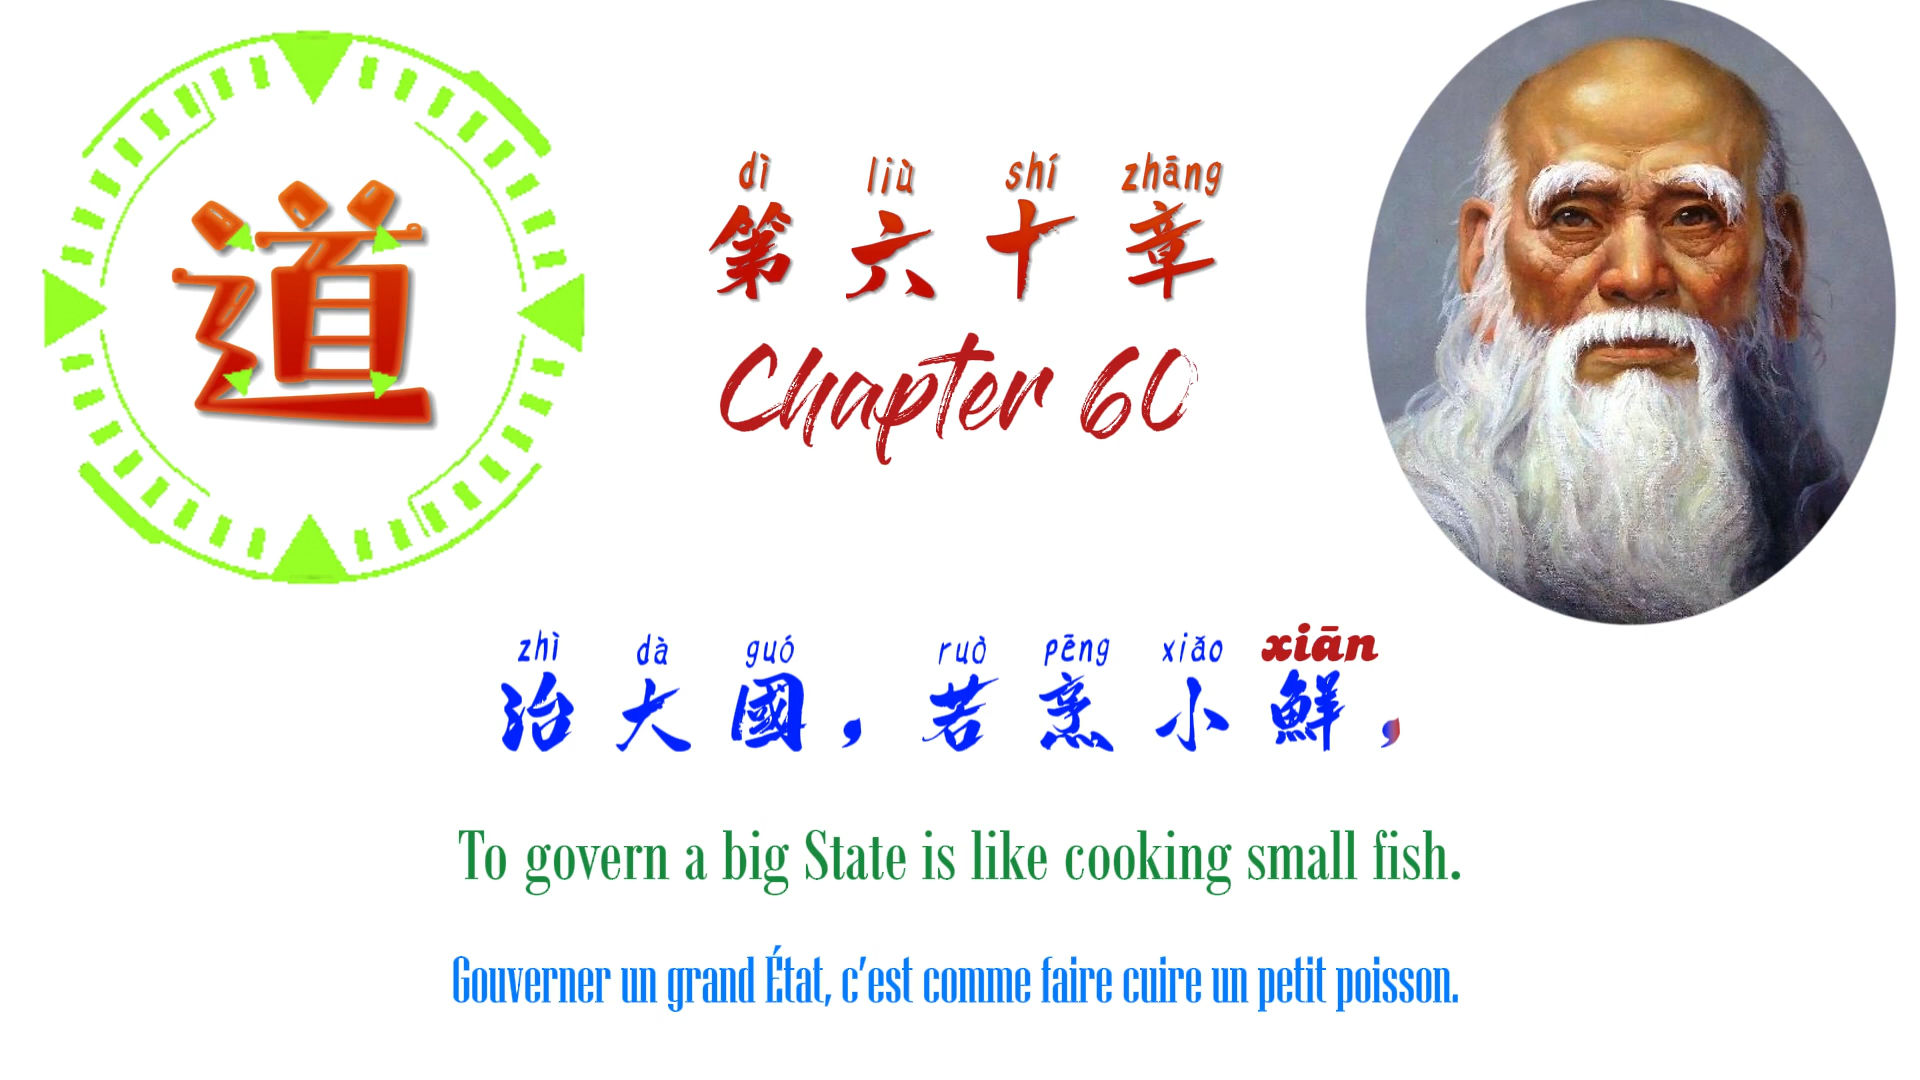 道
dì liù shí zhāng
第六十章
Chapter 60
zhì dà guó ruò pēng xiǎo xiān
治大國，若烹小鮮，
To govern a big State is like cooking small fish.
Gouverner un grand État, c'est comme faire cuire un petit poisson.